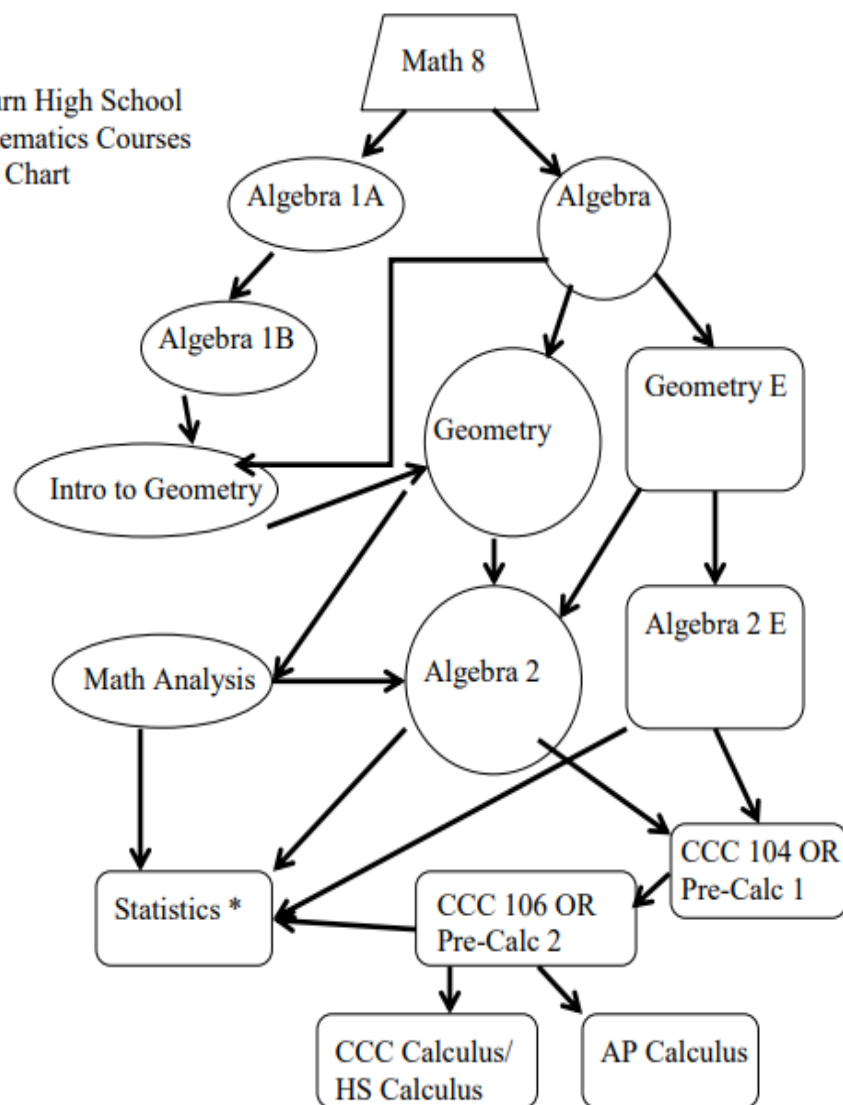 Math 8
High School
Courses
Chart
Algebra 1A
Algebra
Algebra 1B
Geometry E
Geometry
Intro to Geometry
Algebra 2 E
Math Analysis
Algebra 2
CCC 104 OR
Pre-Calc 1
Statistics *
CCC 106 OR
Pre-Calc 2
CCC Calculus/
HS Calculus
AP Calculus